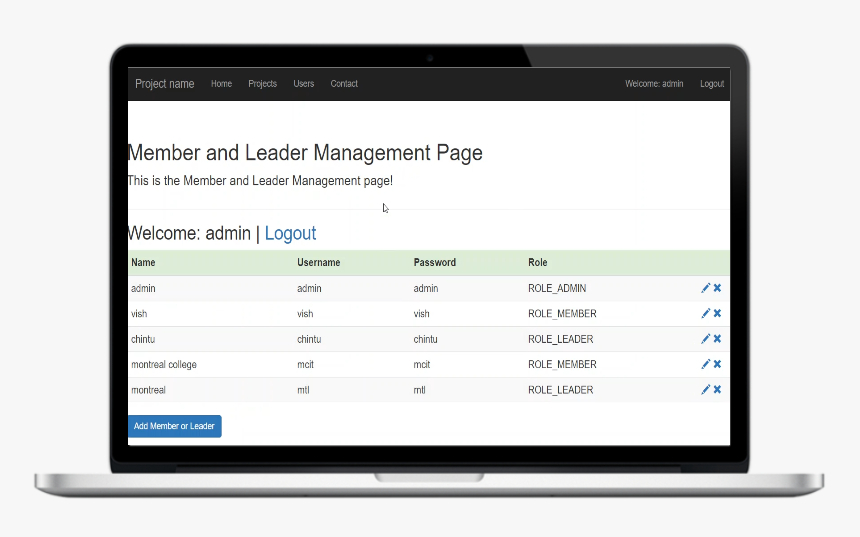 Project name Home Projects Users Contact Welcome: admin Logout
Member and Leader Management Page
This is the Member and Leader Management page!
Welcome: admin | Logout
Name Username Password Role
admin admin admin ROLE_ADMIN
vish vish vish ROLE_MEMBER
chintu chintu chintu ROLE_LEADER
montreal college mcit mcit ROLE_MEMBER
montreal mtl mtl ROLE_LEADER
Add Member or Leader